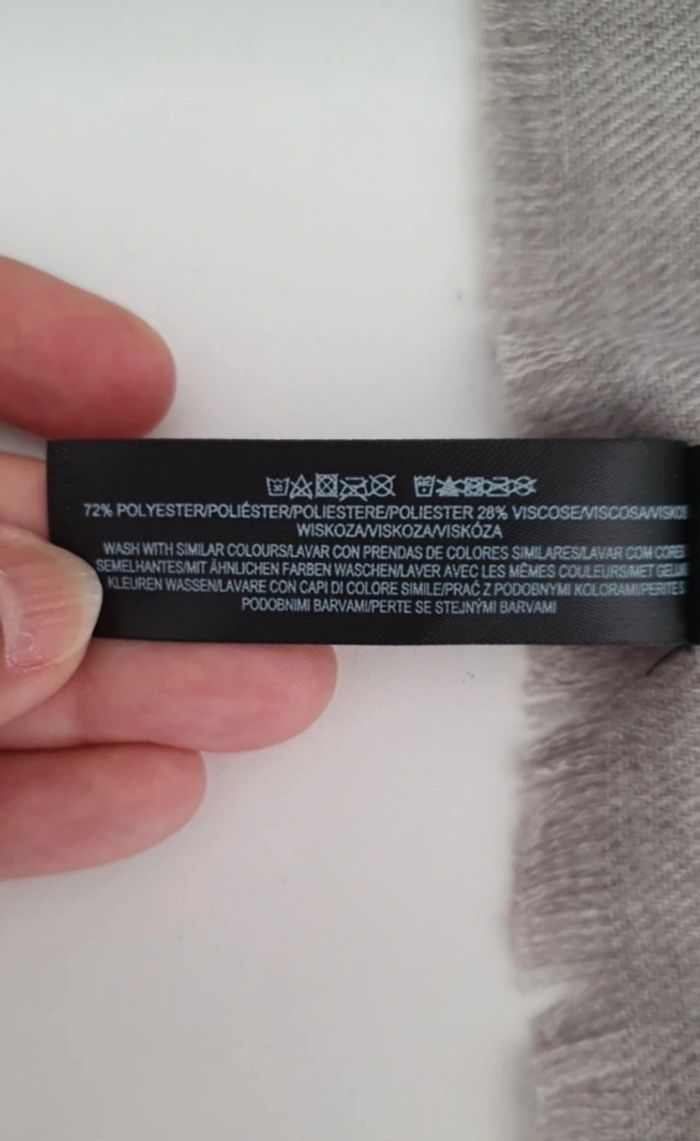 72% POLYESTER/POLIÉSTER/POLIESTERE/POLIESTER 28% VISCOSE/VISCOSA/VISKOS
WISKOZA/VISKOZA/VISKÓZA
WASH WITH SIMILAR COLOURS/LAVAR CON PRENDAS DE COLORES SIMILARES/LAVAR COM CORES
SEMELHANTES/MIT ÄHNLICHEN FARBEN WASCHEN/LAVER AVEC LES MÊMES COULEURS/MET GELIJK
KLEUREN WASSEN/LAVARE CON CAPI DI COLORE SIMILE/PRAĆ Z PODOBNYMI KOLORAMI/PERITE S
PODOBNIMI BARVAMI/PERTE SE STEJNÝMI BARVAMI